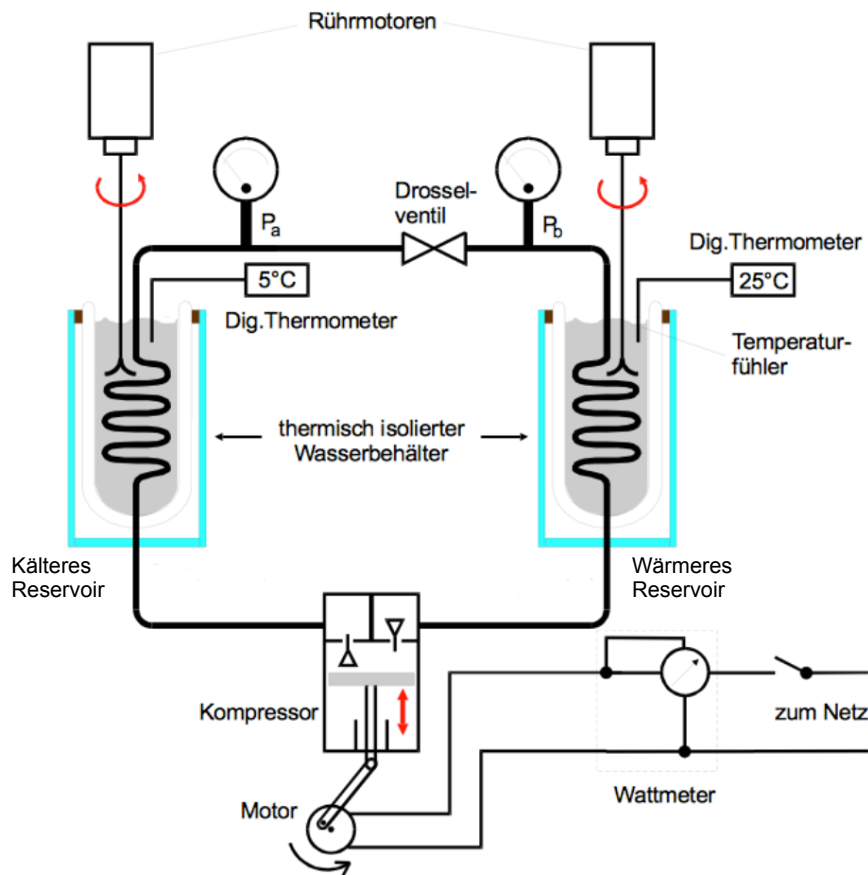 Rührmotoren
Drossel-
ventil
Pa
Pb
Dig.Thermometer
5°C
25°C
Dig.Thermometer
Temperatur-
fühler
thermisch isolierter
Wasserbehälter
Kälteres
Reservoir
Wärmeres
Reservoir
Kompressor
zum Netz
Wattmeter
Motor